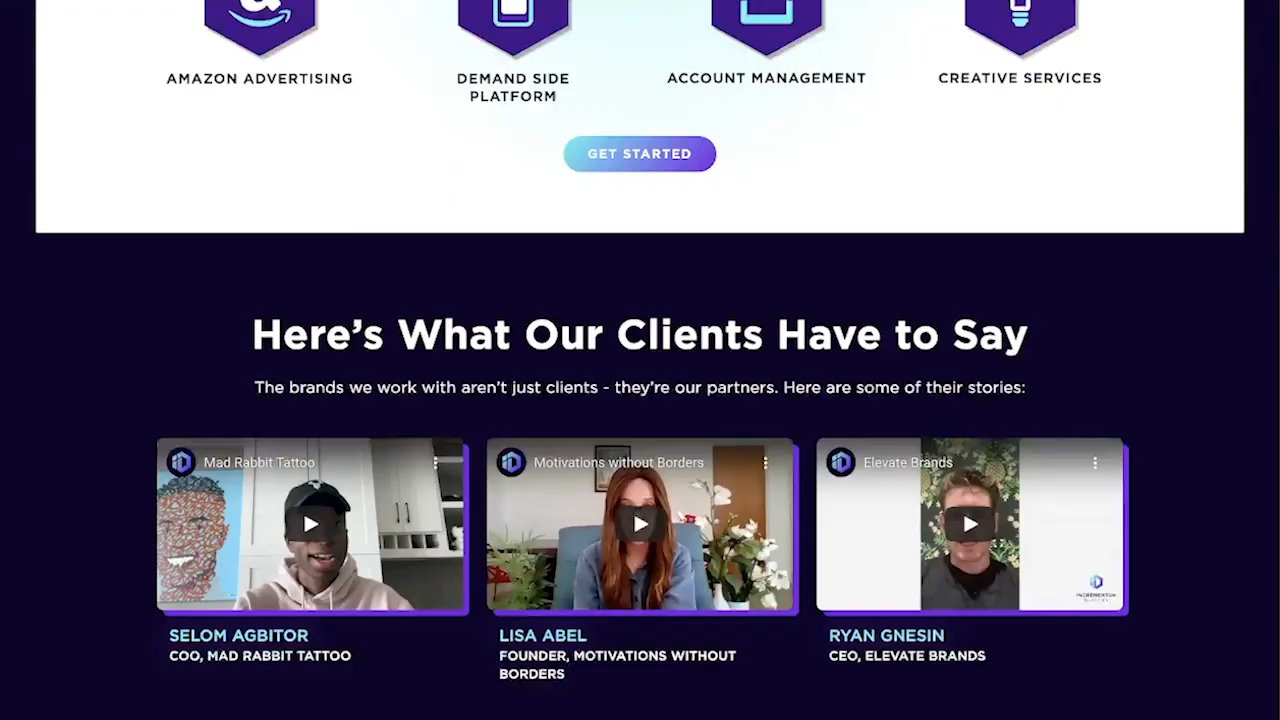 AMAZON ADVERTISING
DEMAND SIDE
PLATFORM
ACCOUNT MANAGEMENT
CREATIVE SERVICES
GET STARTED
Here's What Our Clients Have to Say
The brands we work with aren't just clients - they're our partners. Here are some of their stories:
Mad Rabbit Tattoo
Motivations without Borders
Elevate Brands
SELOM AGBITOR
COO, MAD RABBIT TATTOO
LISA ABEL
FOUNDER, MOTIVATIONS WITHOUT
BORDERS
RYAN GNESIN
CEO, ELEVATE BRANDS